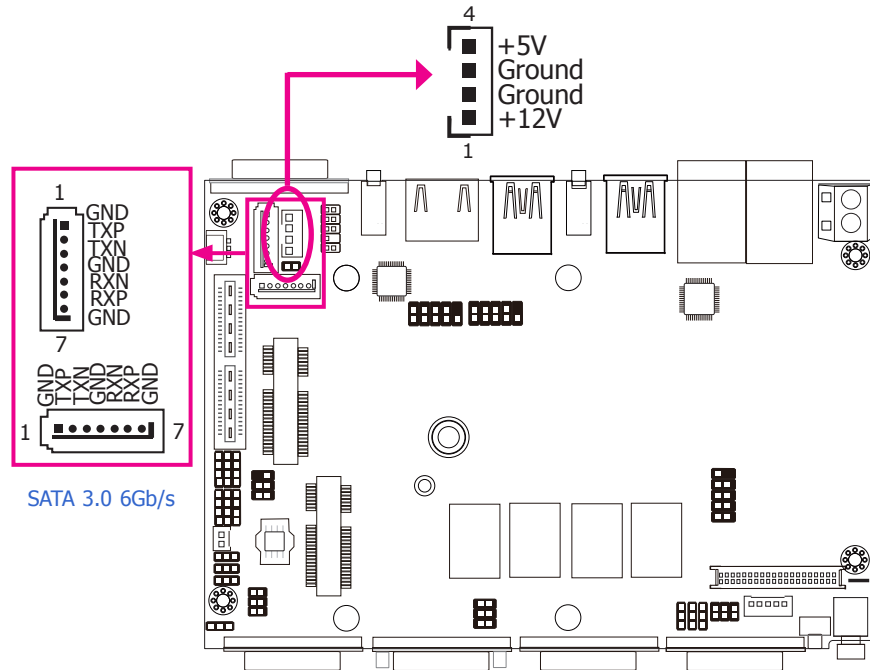 4
+5V
Ground
Ground
+12V
1
1
GND
TXP
TXN
GND
RXN
RXP
GND
7
GND
TXP
TXN
GND
RXN
RXP
GND
1
7
SATA 3.0 6Gb/s